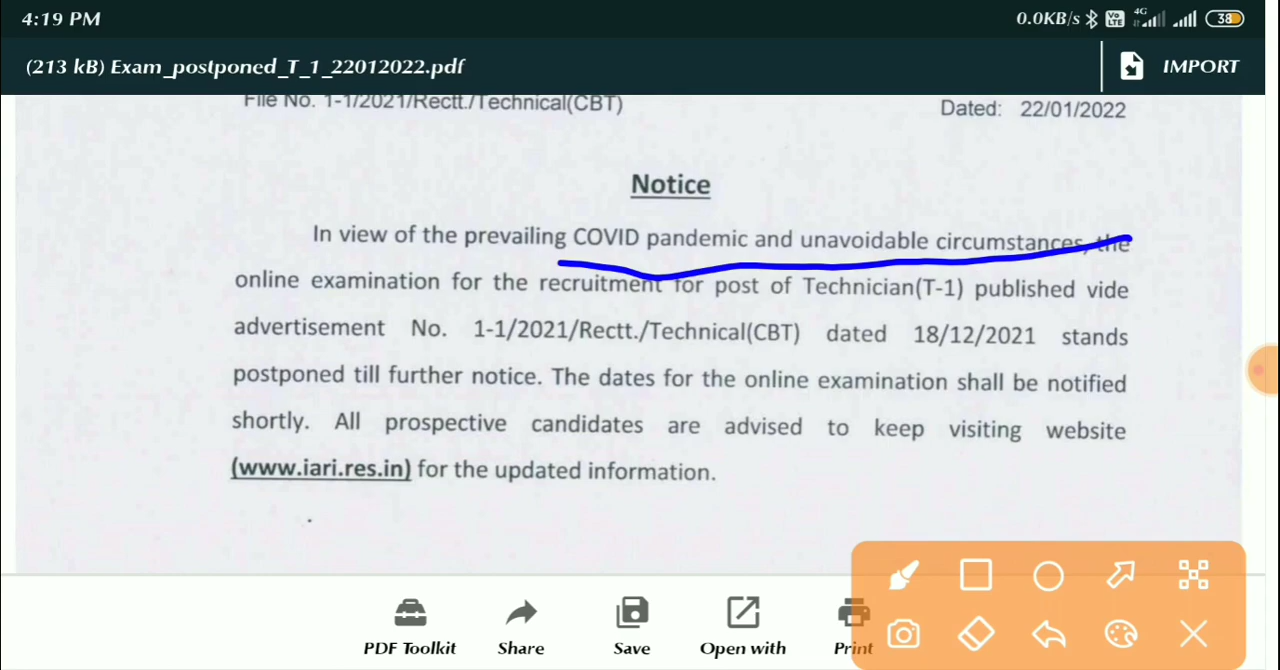 4:19 PM
0.0KB/s Vo LTE 4G 38
(213 kB) Exam_postponed_T_1_22012022.pdf
IMPORT
File No. 1-1/2021/Rectt./Technical(CBT)
Dated: 22/01/2022
Notice
In view of the prevailing COVID pandemic and unavoidable circumstances, the
online examination for the recruitment for post of Technician(T-1) published vide
advertisement No. 1-1/2021/Rectt./Technical(CBT) dated 18/12/2021 stands
postponed till further notice. The dates for the online examination shall be notified
shortly. All prospective candidates are advised to keep visiting website
(www.iari.res.in) for the updated information.
PDF Toolkit
Share
Save
Open with
Print